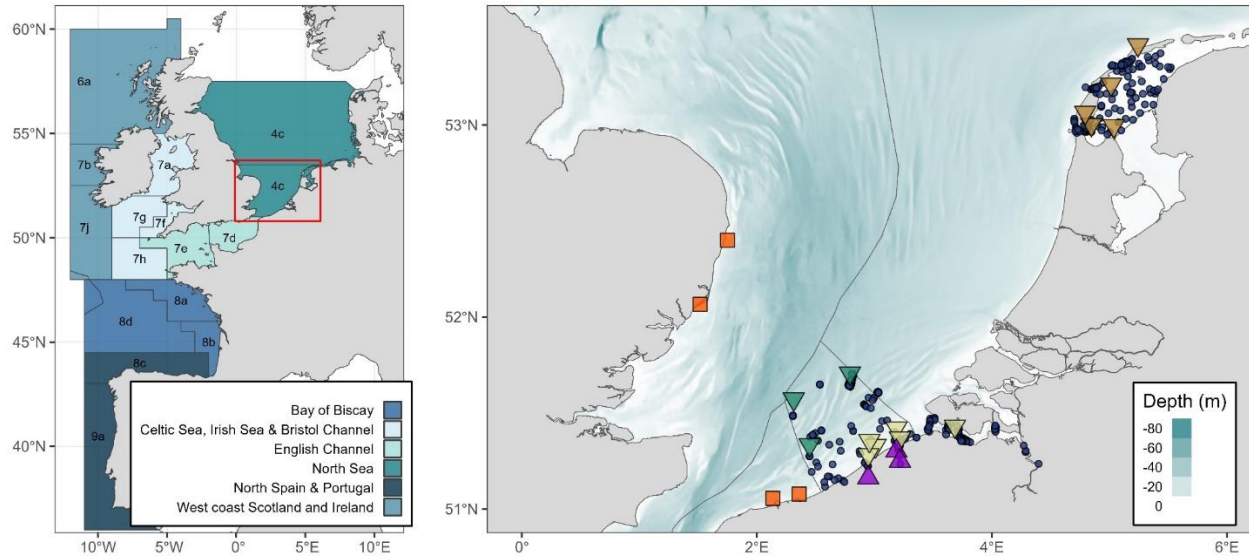 60°N
55°N
50°N
45°N
40°N
10°W
5°W
0°
5°E
10°E
6a
4c
7b
7a
4c
7j
7g
7f
7e
7d
7h
8a
8d
8b
8c
9a
Bay of Biscay
Celtic Sea, Irish Sea & Bristol Channel
English Channel
North Sea
North Spain & Portugal
West coast Scotland and Ireland
53°N
52°N
51°N
0°
2°E
4°E
6°E
Depth (m)
-80
-60
-40
-20
0